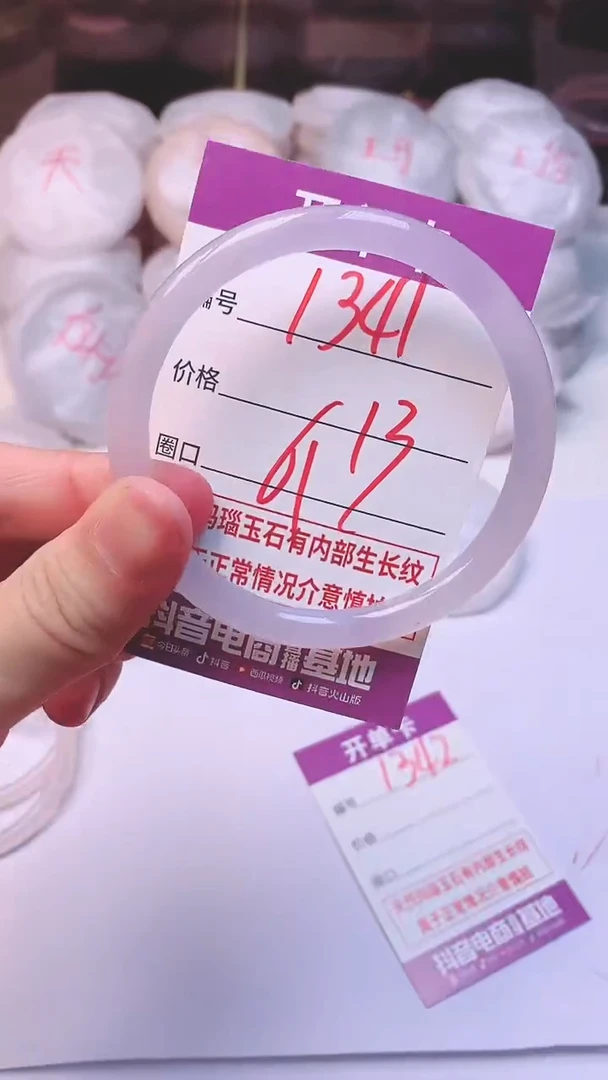 天
编号 1341
价格 13
圈口 61
玛瑙玉石有内部生长纹
正常情况介意慎拍
抖音电商直播基地
今日头条 抖音 西瓜视频 抖音火山版
开单卡
1342
编号
价格
圈口
天然玛瑙玉石有内部生长纹
属于正常情况介意慎拍
抖音电商直播基地